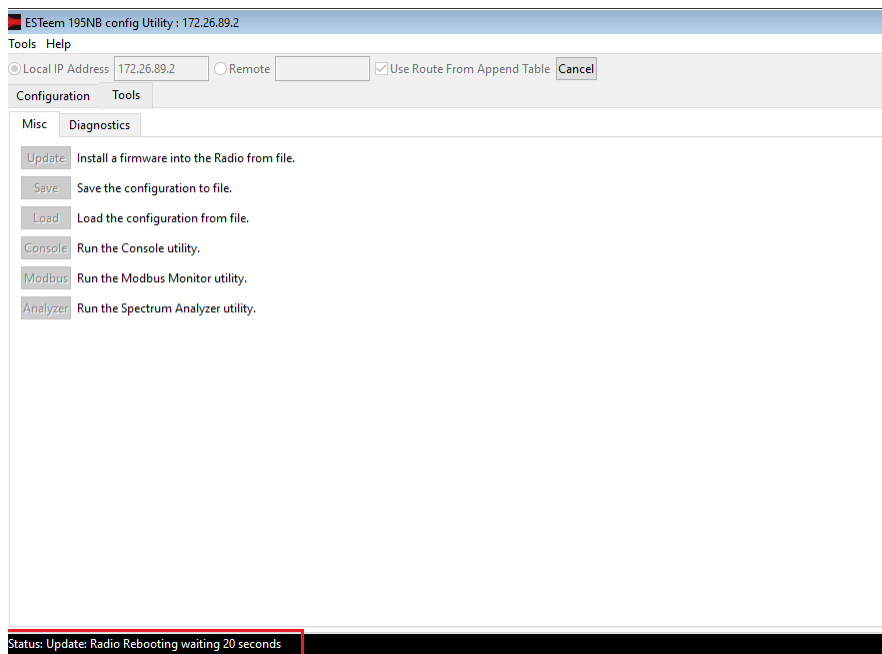 ESTeem 195NB config Utility : 172.26.89.2
Tools Help
Local IP Address 172.26.89.2 Remote Use Route From Append Table Cancel
Configuration Tools
Misc Diagnostics
Update Install a firmware into the Radio from file.
Save Save the configuration to file.
Load Load the configuration from file.
Console Run the Console utility.
Modbus Run the Modbus Monitor utility.
Analyzer Run the Spectrum Analyzer utility.
Status: Update: Radio Rebooting waiting 20 seconds